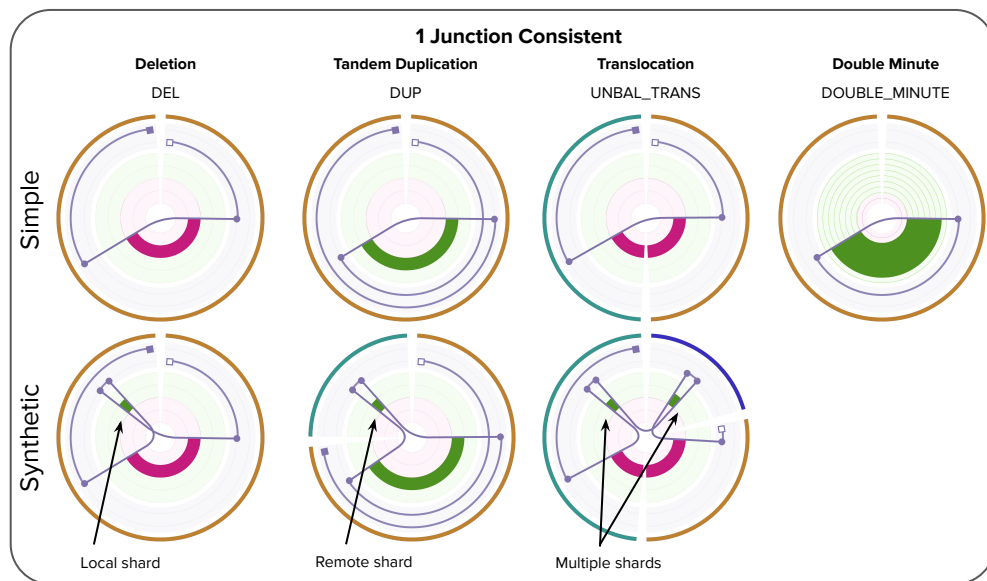 1 Junction Consistent
Deletion
Tandem Duplication
Translocation
Double Minute
DEL
DUP
UNBAL_TRANS
DOUBLE_MINUTE
Simple
Synthetic
Local shard
Remote shard
Multiple shards